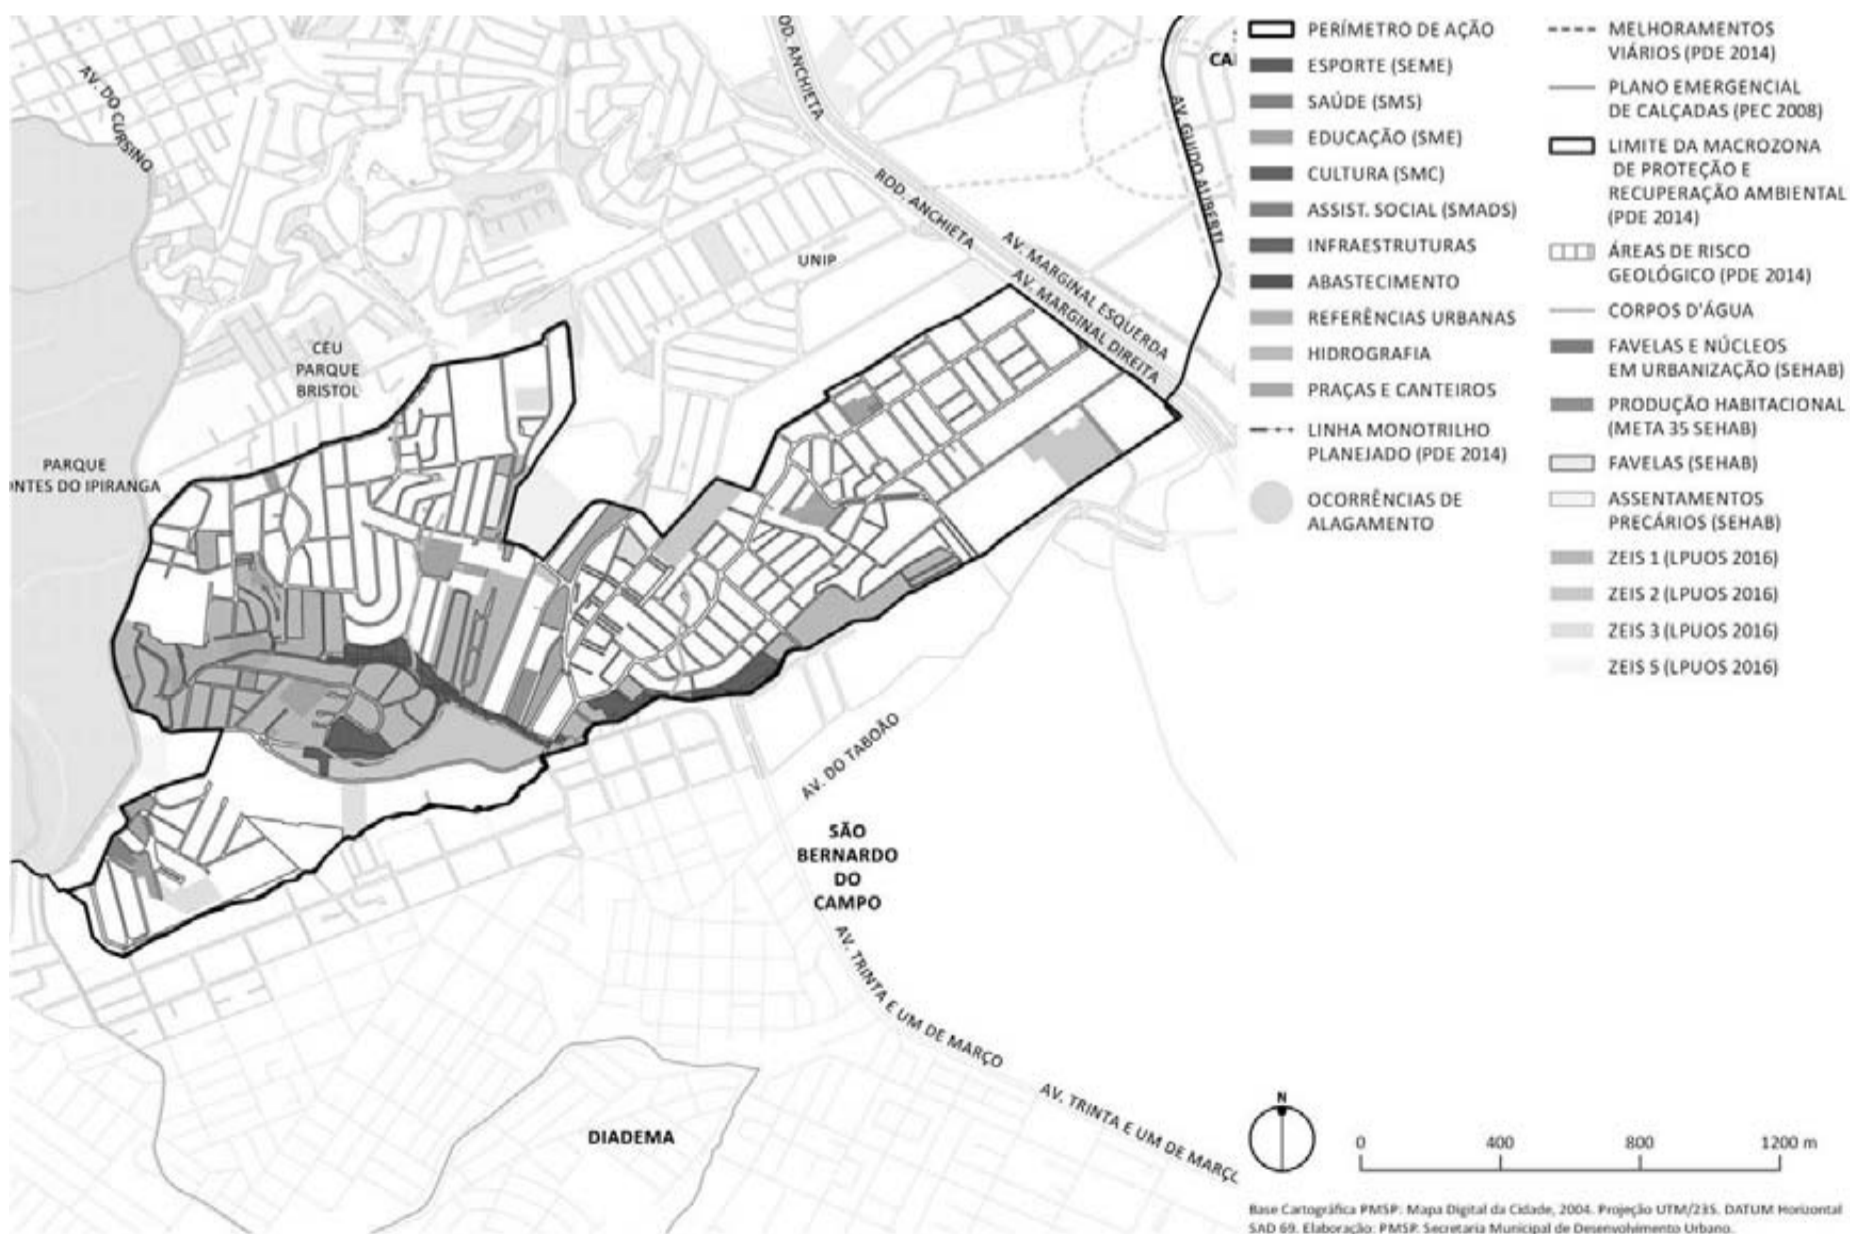 AV. DO CURSINO
OD. ANCHIETA
CA
AV. GUIDO ALIBERTI
ROD. ANCHIETA
AV. MARGINAL ESQUERDA
AV. MARGINAL DIREITA
UNIP
CEU
PARQUE
BRISTOL
PARQUE
NTES DO IPIRANGA
AV. DO TABOÃO
SÃO
BERNARDO
DO
CAMPO
AV. TRINTA E UM DE MARÇO
AV. TRINTA E UM DE MARÇO
DIADEMA
PERÍMETRO DE AÇÃO
ESPORTE (SEME)
SAÚDE (SMS)
EDUCAÇÃO (SME)
CULTURA (SMC)
ASSIST. SOCIAL (SMADS)
INFRAESTRUTURAS
ABASTECIMENTO
REFERÊNCIAS URBANAS
HIDROGRAFIA
PRAÇAS E CANTEIROS
LINHA MONOTRILHO
PLANEJADO (PDE 2014)
OCORRÊNCIAS DE
ALAGAMENTO
MELHORAMENTOS
VIÁRIOS (PDE 2014)
PLANO EMERGENCIAL
DE CALÇADAS (PEC 2008)
LIMITE DA MACROZONA
DE PROTEÇÃO E
RECUPERAÇÃO AMBIENTAL
(PDE 2014)
ÁREAS DE RISCO
GEOLÓGICO (PDE 2014)
CORPOS D'ÁGUA
FAVELAS E NÚCLEOS
EM URBANIZAÇÃO (SEHAB)
PRODUÇÃO HABITACIONAL
(META 35 SEHAB)
FAVELAS (SEHAB)
ASSENTAMENTOS
PRECÁRIOS (SEHAB)
ZEIS 1 (LPUOS 2016)
ZEIS 2 (LPUOS 2016)
ZEIS 3 (LPUOS 2016)
ZEIS 5 (LPUOS 2016)
N
0 400 800 1200 m
Base Cartográfica PMSP: Mapa Digital da Cidade, 2004. Projeção UTM/23S. DATUM Horizontal
SAD 69. Elaboração: PMSP. Secretaria Municipal de Desenvolvimento Urbano.